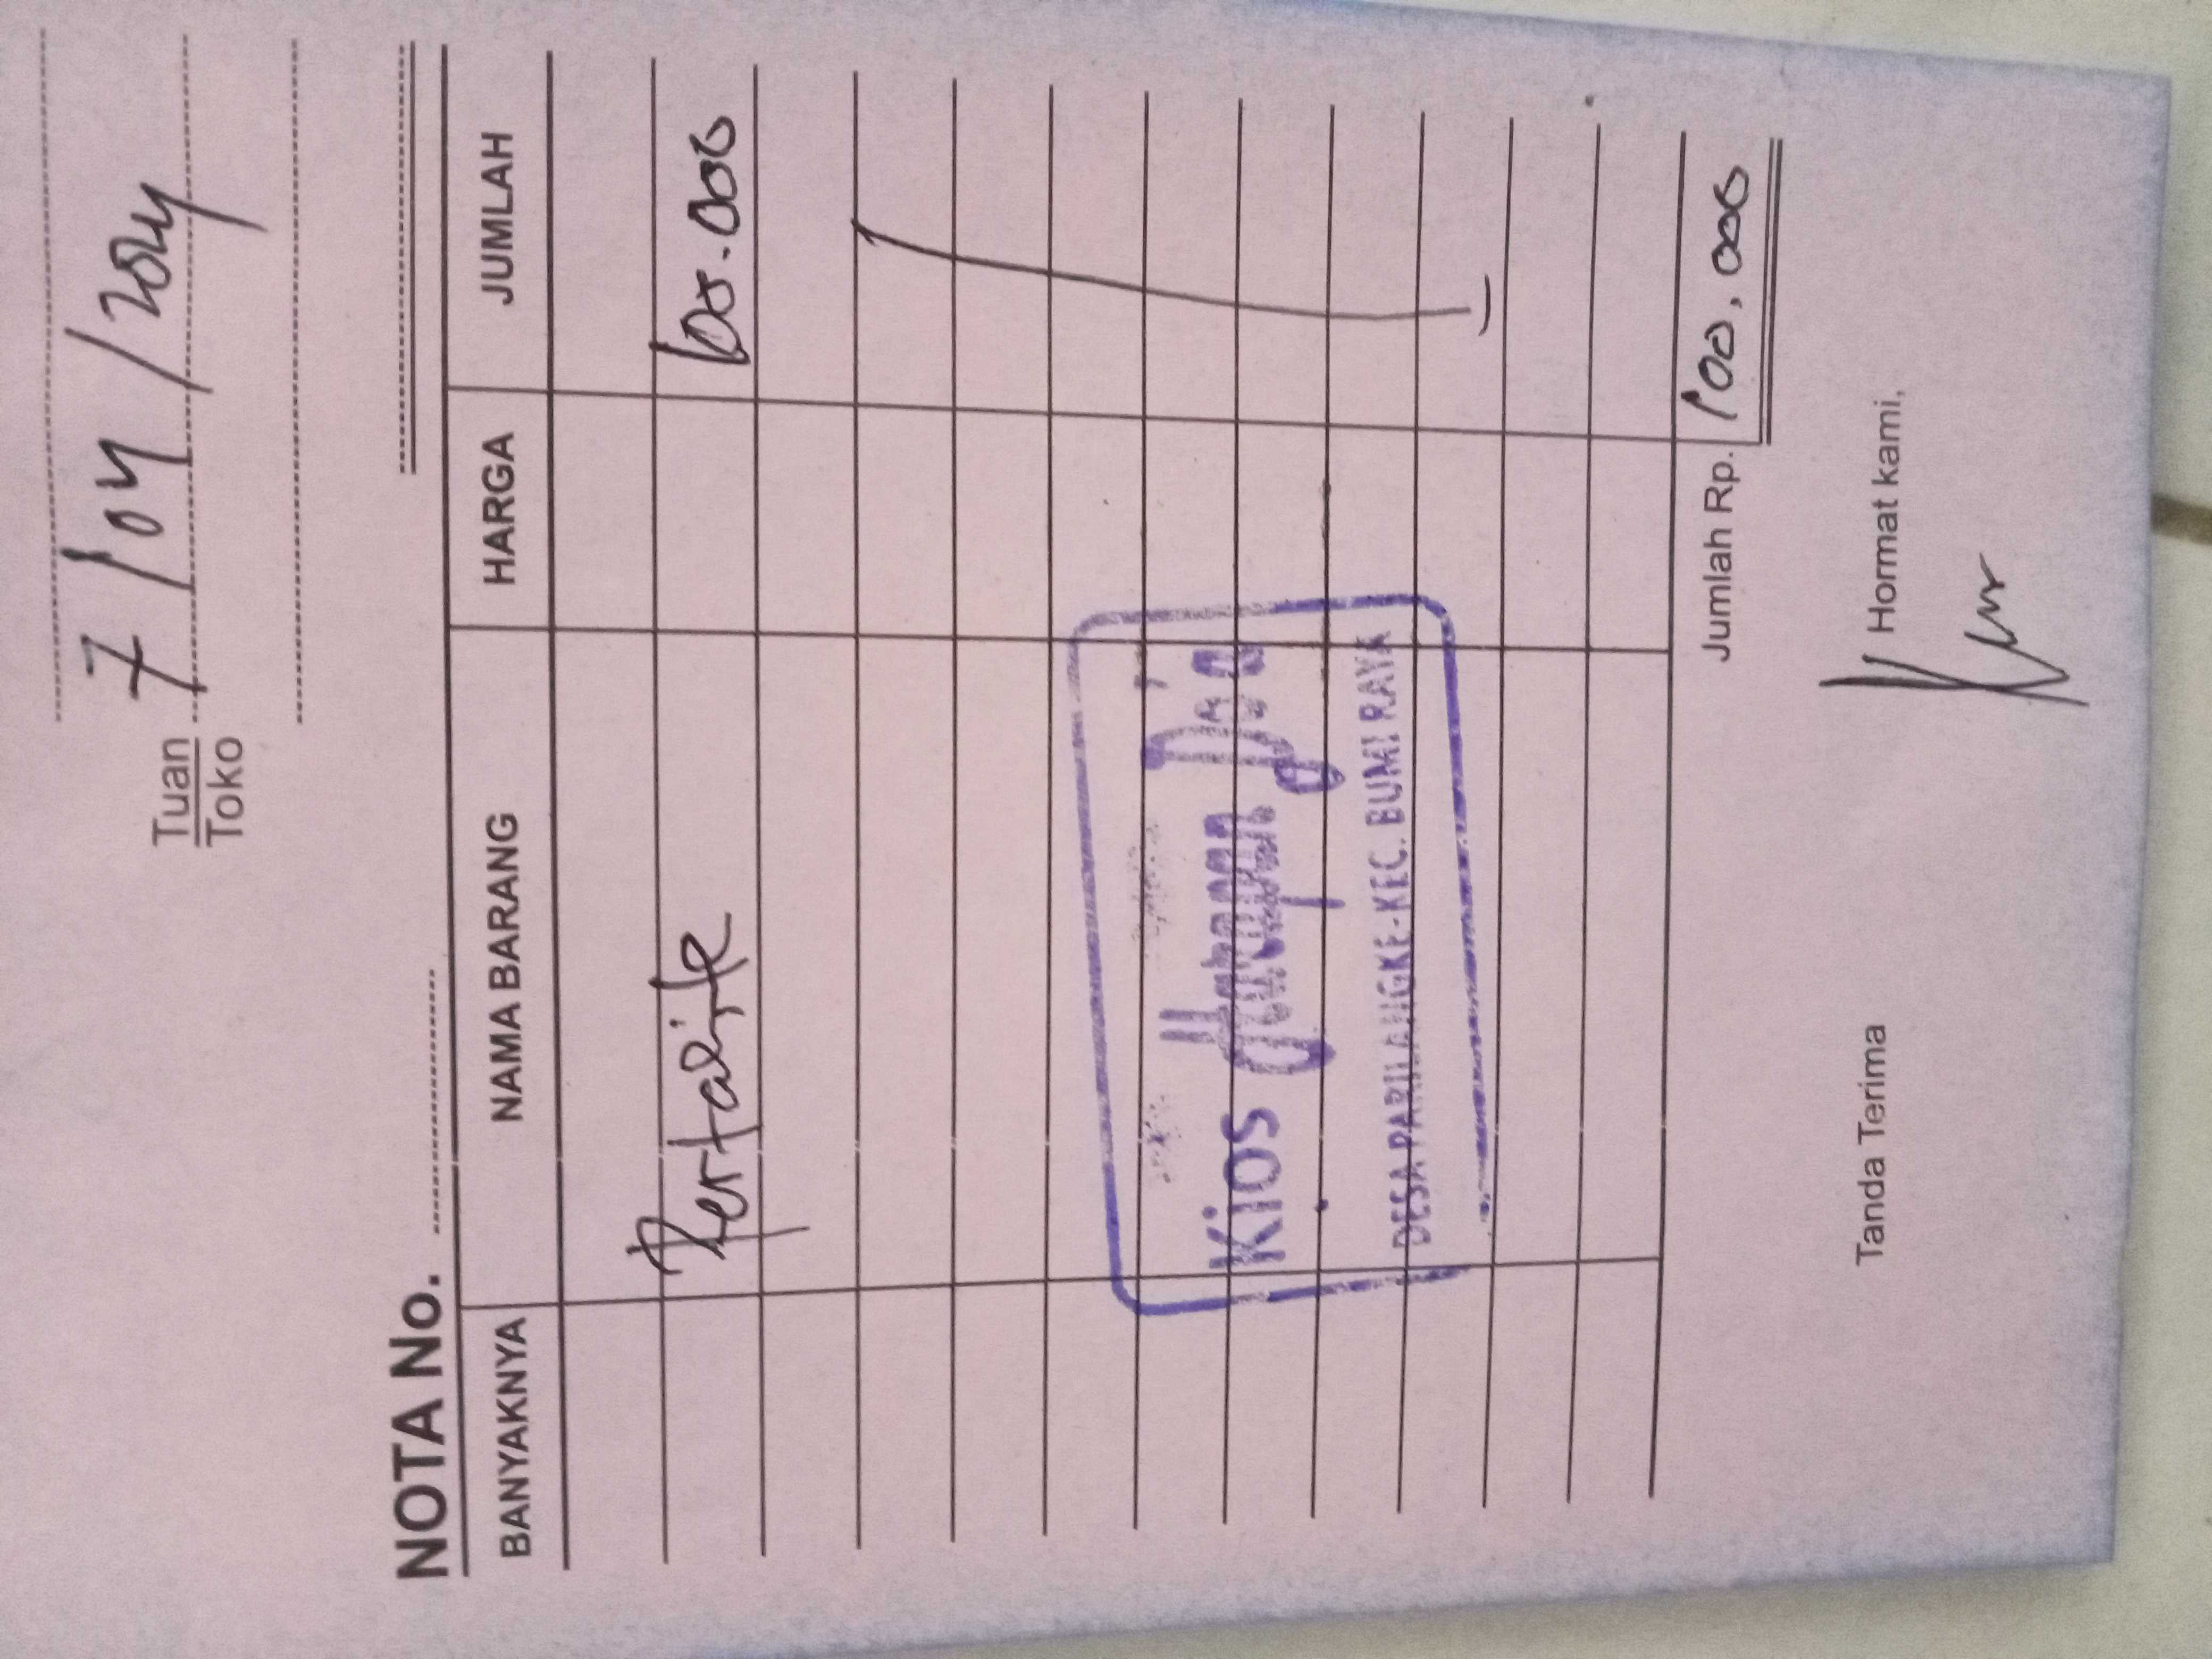 7/04/2024
Tuan
Toko
NOTA No.
BANYAKNYA NAMA BARANG HARGA JUMLAH
Pertalite 100.000
Kios Harapan
DESA PARILANGKE-KEC. BUMI RAYA
Jumlah Rp. 100,000
Tanda Terima Hormat kami,